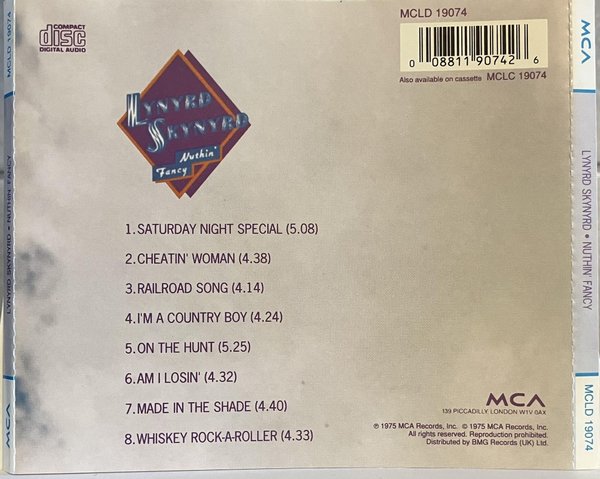 MCLD 19074
0 08811 90742 6
Also available on cassette MCLC 19074
COMPACT
disc
DIGITAL AUDIO
LYNYRD
SKYNYRD
Nuthin'
Fancy
1. SATURDAY NIGHT SPECIAL (5.08)
2. CHEATIN' WOMAN (4.38)
3. RAILROAD SONG (4.14)
4. I'M A COUNTRY BOY (4.24)
5. ON THE HUNT (5.25)
6. AM I LOSIN' (4.32)
7. MADE IN THE SHADE (4.40)
8. WHISKEY ROCK-A-ROLLER (4.33)
MCA
139 PICCADILLY, LONDON W1V 0AX
℗ 1975 MCA Records, Inc. © 1975 MCA Records, Inc.
All rights reserved. Reproduction prohibited.
Distributed by BMG Records (UK) Ltd.
MCA LYNYRD SKYNYRD • NUTHIN' FANCY MCLD 19074
MCA LYNYRD SKYNYRD • NUTHIN' FANCY MCLD 19074